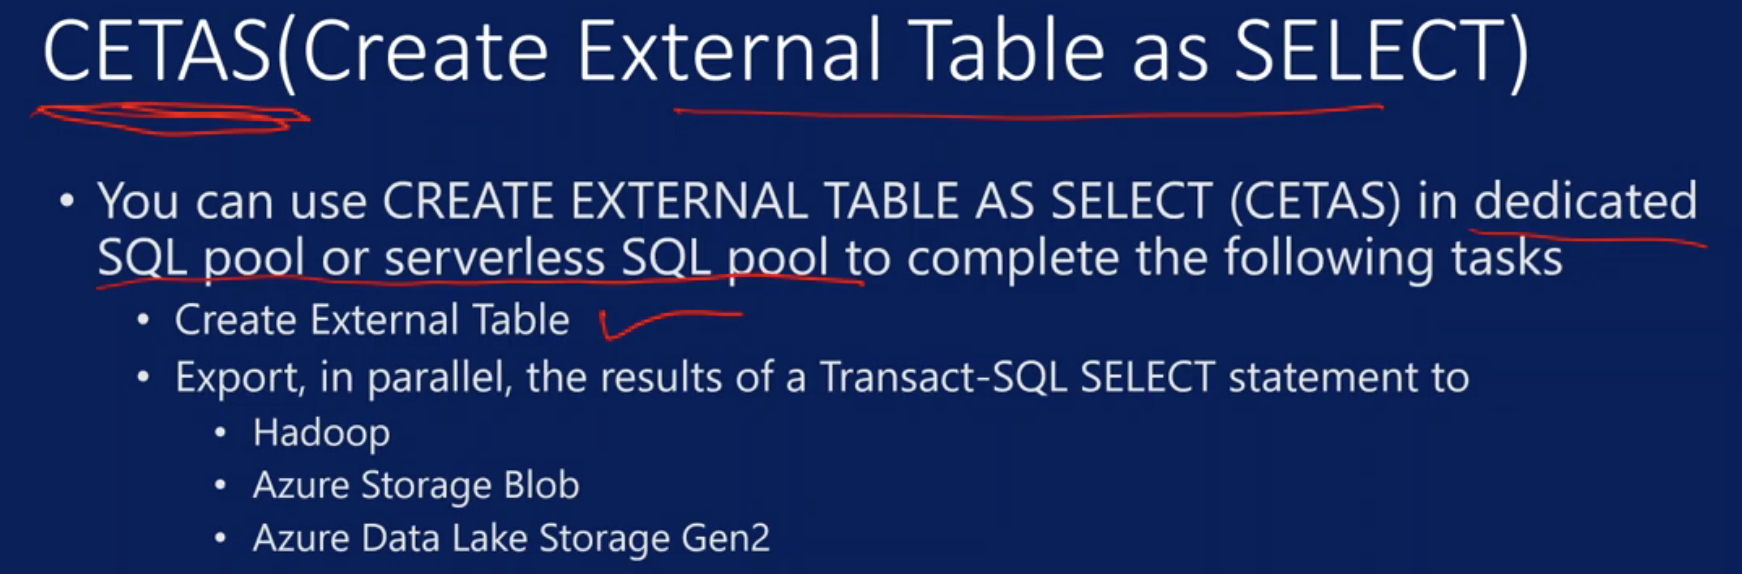 CETAS(Create External Table as SELECT)
• You can use CREATE EXTERNAL TABLE AS SELECT (CETAS) in dedicated
SQL pool or serverless SQL pool to complete the following tasks
• Create External Table
• Export, in parallel, the results of a Transact-SQL SELECT statement to
• Hadoop
• Azure Storage Blob
• Azure Data Lake Storage Gen2